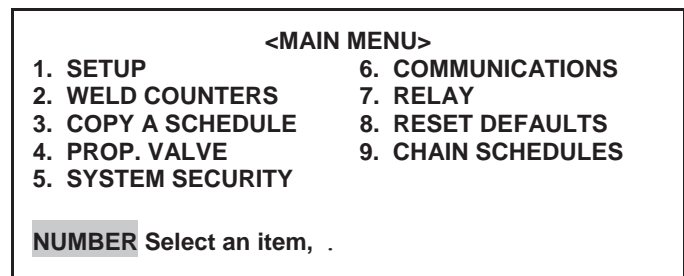 <MAIN MENU>
1. SETUP
2. WELD COUNTERS
3. COPY A SCHEDULE
4. PROP. VALVE
5. SYSTEM SECURITY
6. COMMUNICATIONS
7. RELAY
8. RESET DEFAULTS
9. CHAIN SCHEDULES
NUMBER Select an item, .